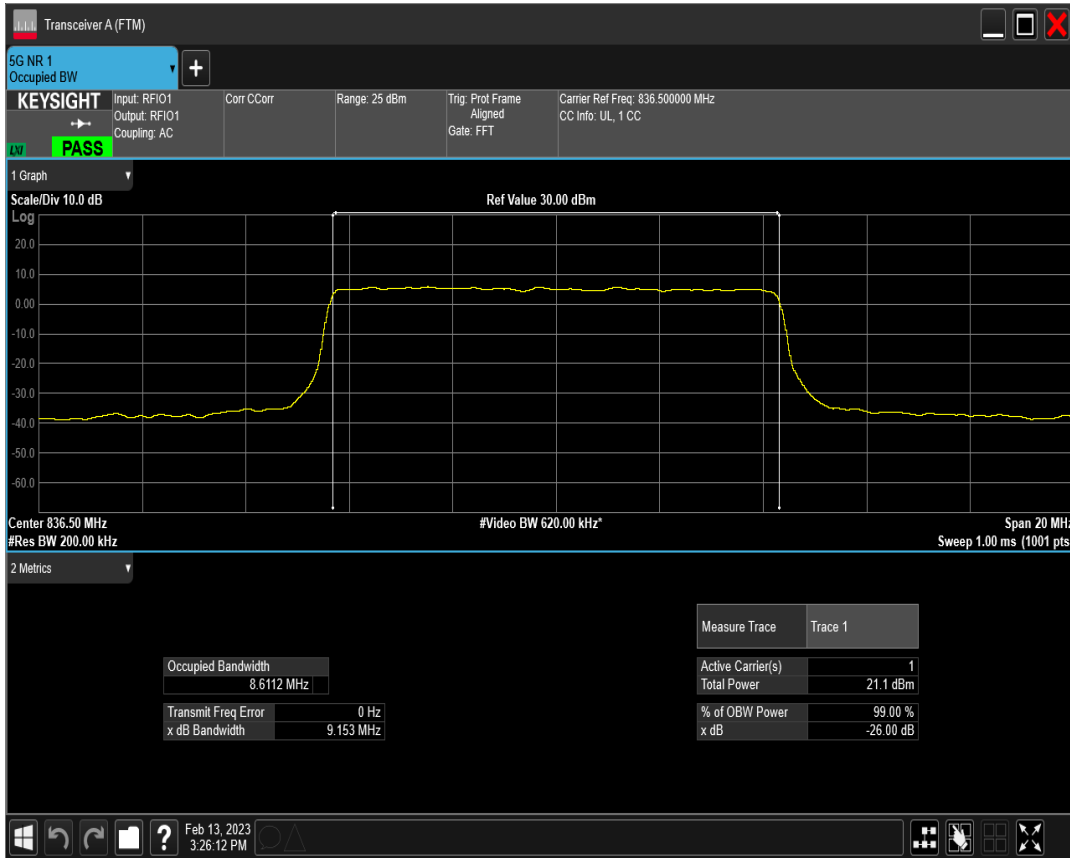 Transceiver A (FTM)
5G NR 1
Occupied BW
+
KEYSIGHT
LXI
PASS
Input: RFIO1
Output: RFIO1
Coupling: AC
Corr CCorr
Range: 25 dBm
Trig: Prot Frame
Aligned
Gate: FFT
Carrier Ref Freq: 836.500000 MHz
CC Info: UL, 1 CC
1 Graph
Scale/Div 10.0 dB
Ref Value 30.00 dBm
Log
20.0
10.0
0.00
-10.0
-20.0
-30.0
-40.0
-50.0
-60.0
Center 836.50 MHz
#Video BW 620.00 kHz*
Span 20 MHz
#Res BW 200.00 kHz
Sweep 1.00 ms (1001 pts
2 Metrics
Measure Trace Trace 1
Occupied Bandwidth
8.6112 MHz
Active Carrier(s) 1
Total Power 21.1 dBm
Transmit Freq Error 0 Hz
x dB Bandwidth 9.153 MHz
% of OBW Power 99.00 %
x dB -26.00 dB
?
Feb 13, 2023
3:26:12 PM